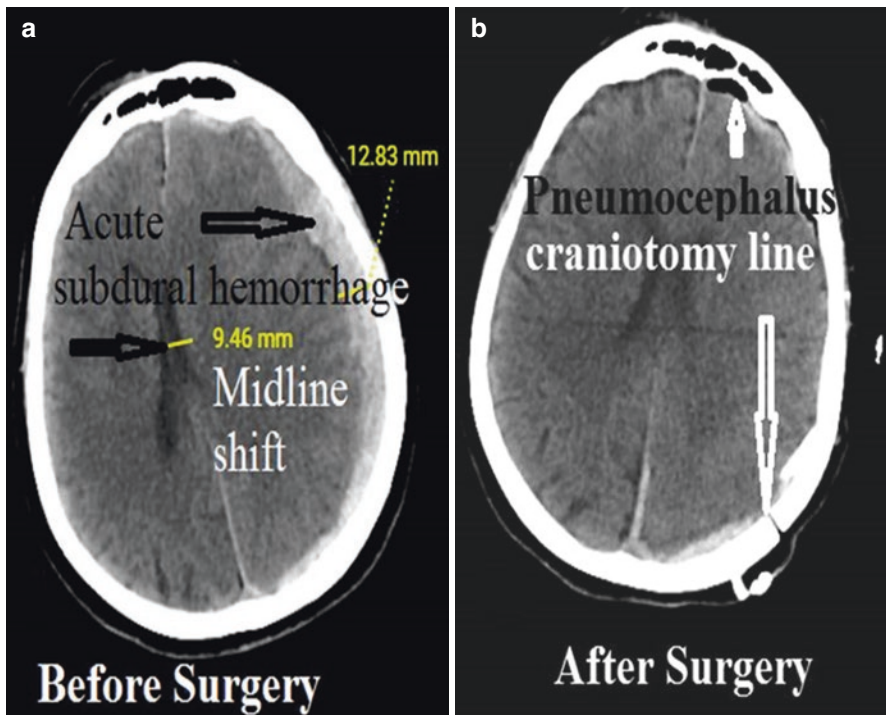 a
12.83 mm
Acute
subdural hemorrhage
9.46 mm
Midline
shift
Before Surgery
b
Pneumocephalus
craniotomy line
After Surgery